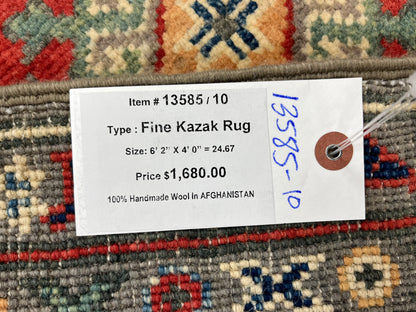 Item # 13585 / 10
Type : Fine Kazak Rug
Size: 6' 2" X 4' 0" = 24.67
Price $1,680.00
100% Handmade Wool in AFGHANISTAN
13585-10